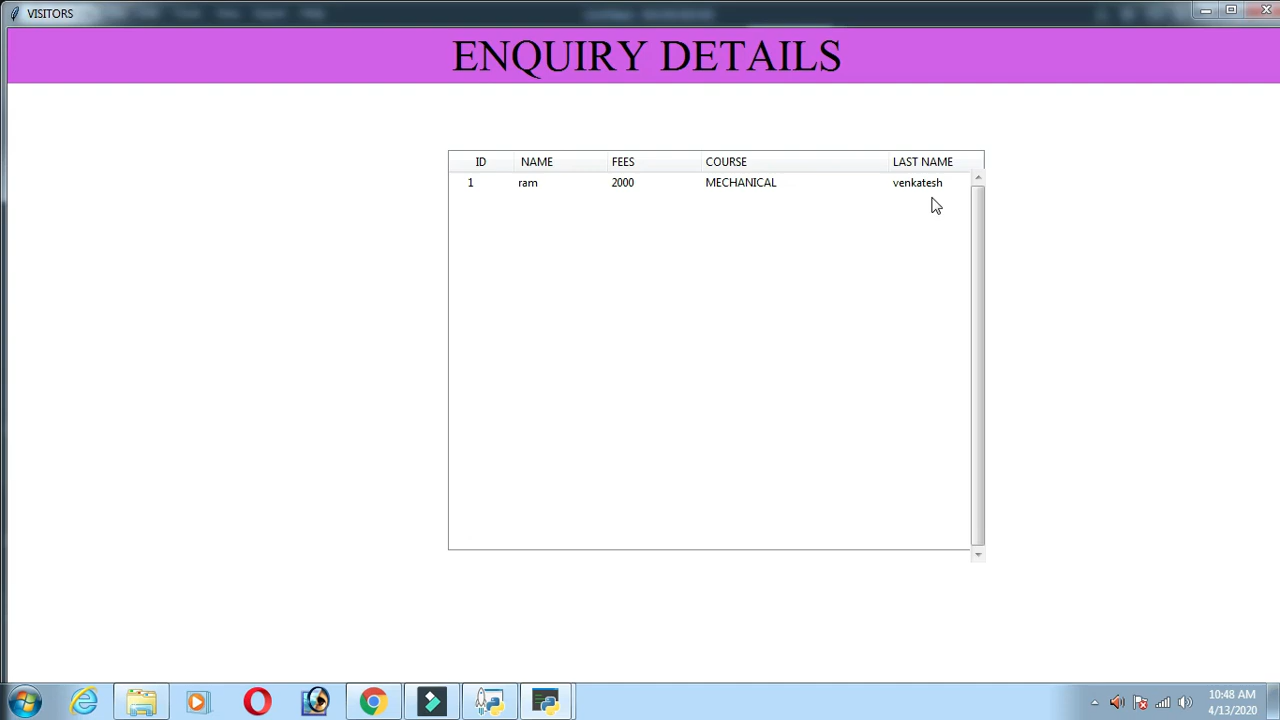 VISITORS
ENQUIRY DETAILS
ID NAME FEES COURSE LAST NAME
1 ram 2000 MECHANICAL venkatesh
10:48 AM
4/13/2020